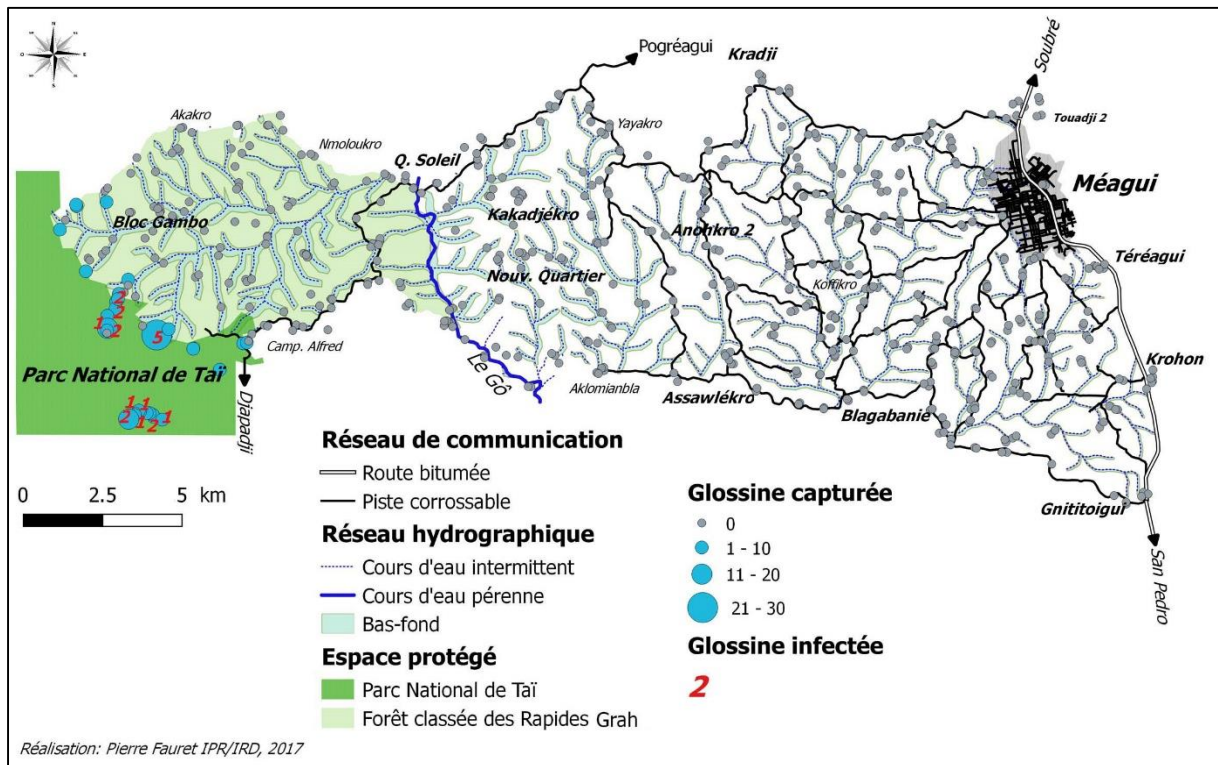 Pogréagui
Kradji
Soubré
Akakro
Yayakro
Touadji 2
Nmoloukro
Q. Soleil
Méagui
Bloc Gambo
Kakadjékro
Anonkro 2
Téréagui
Nouv. Quartier
Koffikro
2
2
1
2
5
Camp. Alfred
Le Gô
Aklomianbla
Krohon
Parc National de Taï
Djapadji
Assawlékro
Blagabanie
1
1
2
1
2
1
Gnititoigui
San Pedro
0 2.5 5 km
Réseau de communication
Route bitumée
Piste corrossable
Réseau hydrographique
Cours d'eau intermittent
Cours d'eau pérenne
Bas-fond
Espace protégé
Parc National de Taï
Forêt classée des Rapides Grah
Glossine capturée
0
1 - 10
11 - 20
21 - 30
Glossine infectée
2
Réalisation: Pierre Fauret IPR/IRD, 2017